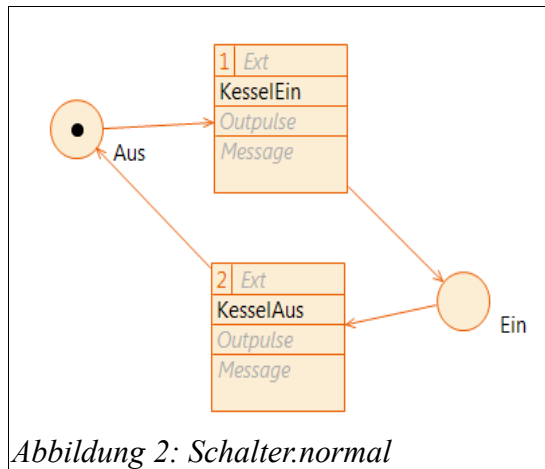 1 Ext
KesselEin
Outpulse
Message
Aus
2 Ext
KesselAus
Outpulse
Message
Ein
Abbildung 2: Schalter.normal